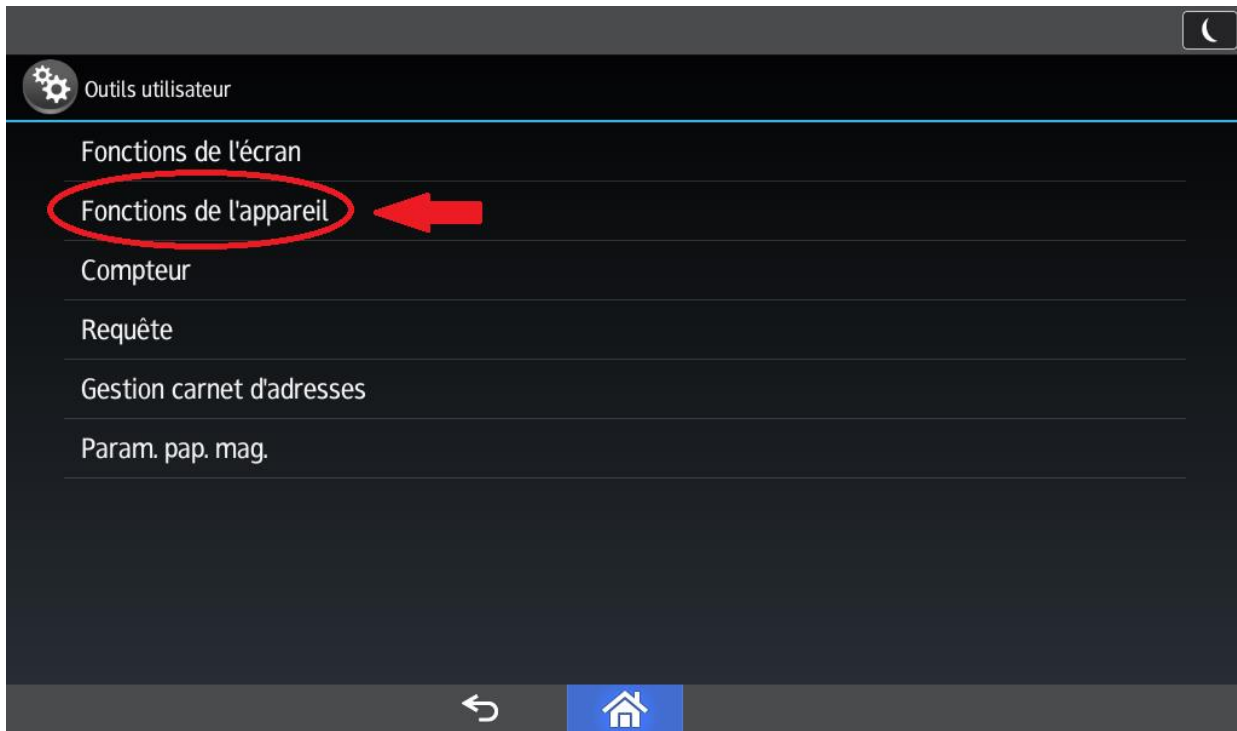 Outils utilisateur
Fonctions de l'écran
Fonctions de l'appareil
Compteur
Requête
Gestion carnet d'adresses
Param. pap. mag.